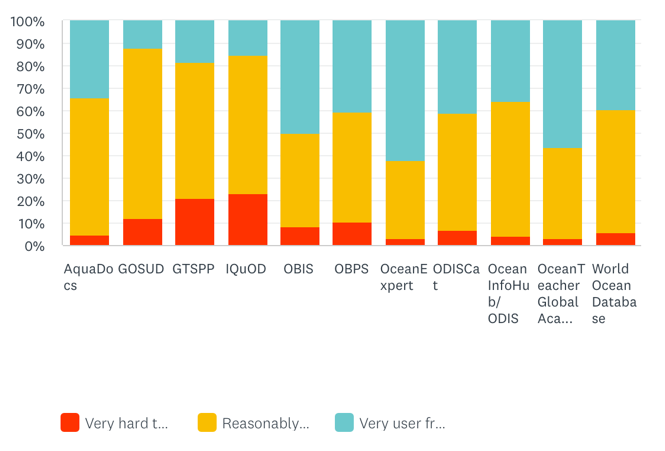 100%
90%
80%
70%
60%
50%
40%
30%
20%
10%
0%
AquaDo
cs
GOSUD
GTSPP
IQuOD
OBIS
OBPS
OceanE
xpert
ODISCa
t
Ocean
InfoHu
b/
ODIS
OceanT
eacher
Global
Aca...
World
Ocean
Databa
se
Very hard t...
Reasonably...
Very user fr...